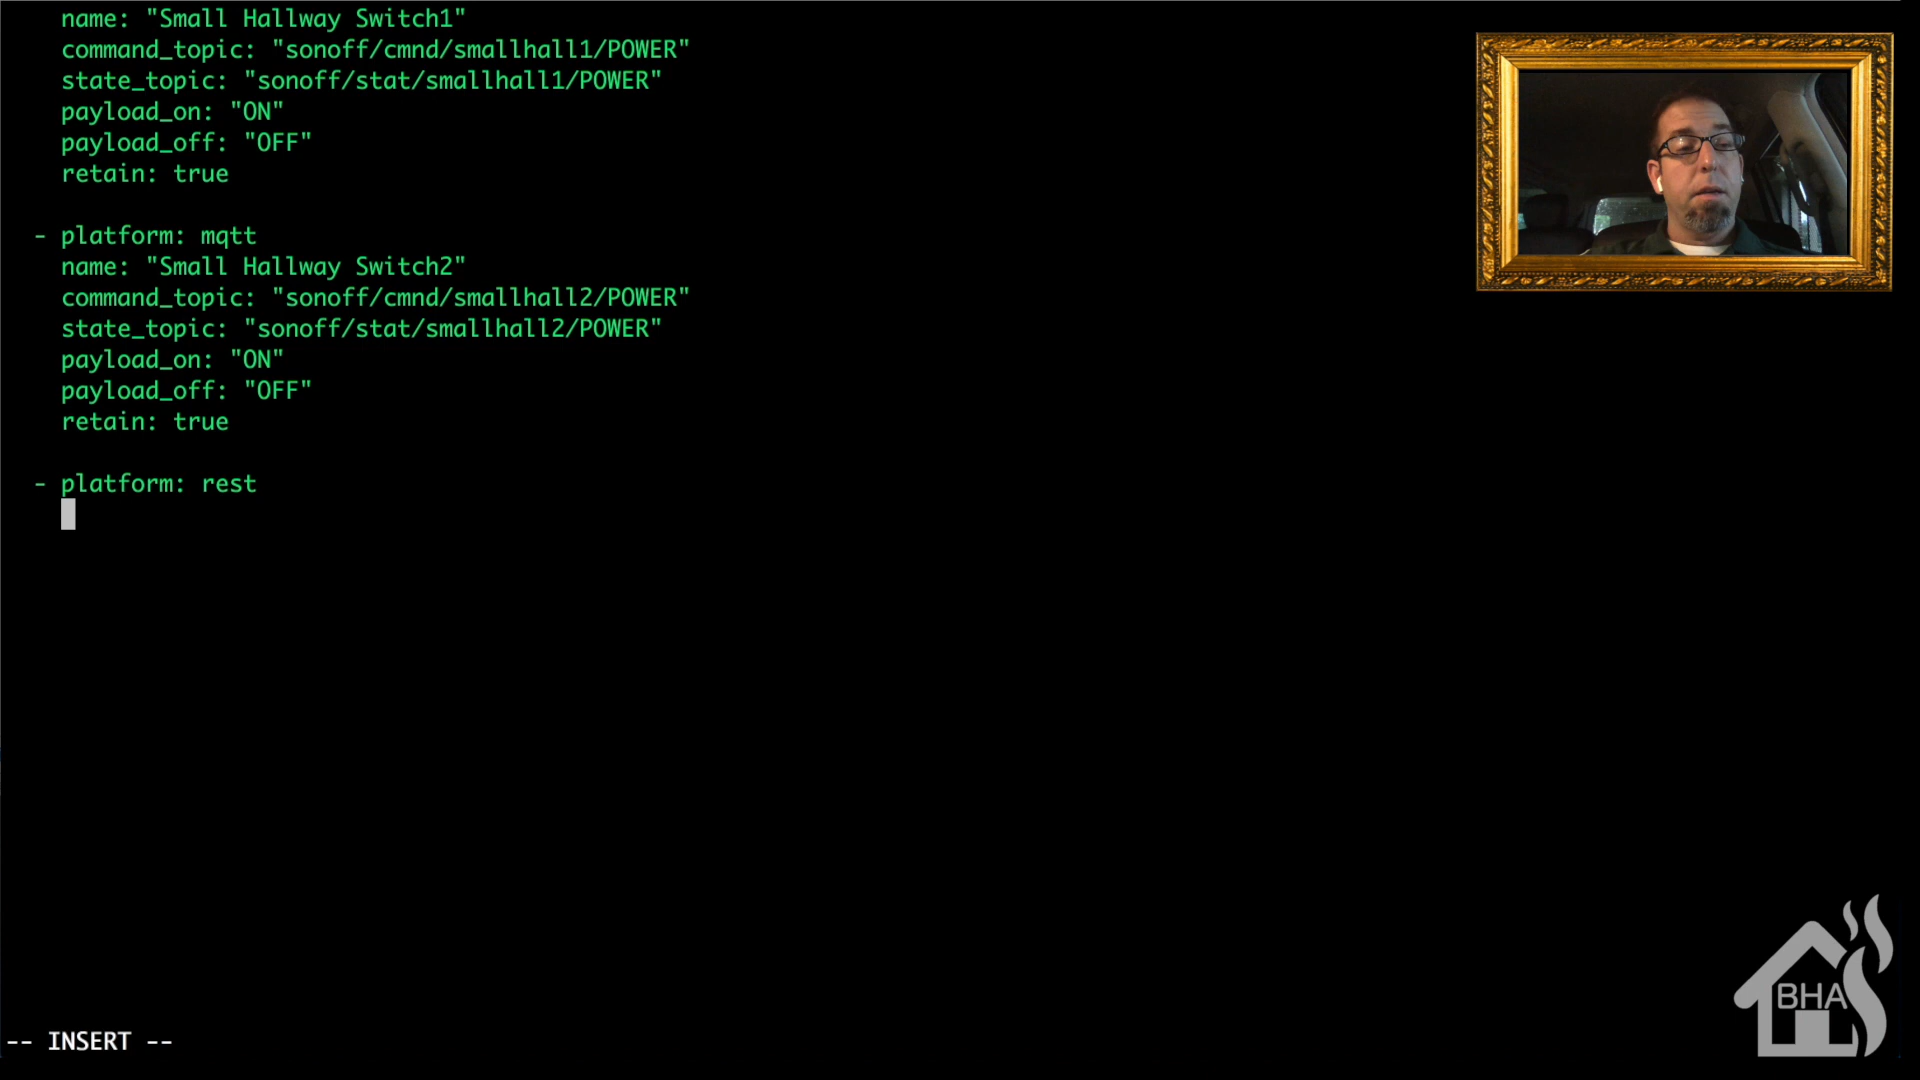 name: "Small Hallway Switch1"
command_topic: "sonoff/cmnd/smallhall1/POWER"
state_topic: "sonoff/stat/smallhall1/POWER"
payload_on: "ON"
payload_off: "OFF"
retain: true
- platform: mqtt
name: "Small Hallway Switch2"
command_topic: "sonoff/cmnd/smallhall2/POWER"
state_topic: "sonoff/stat/smallhall2/POWER"
payload_on: "ON"
payload_off: "OFF"
retain: true
- platform: rest
BHA
-- INSERT --